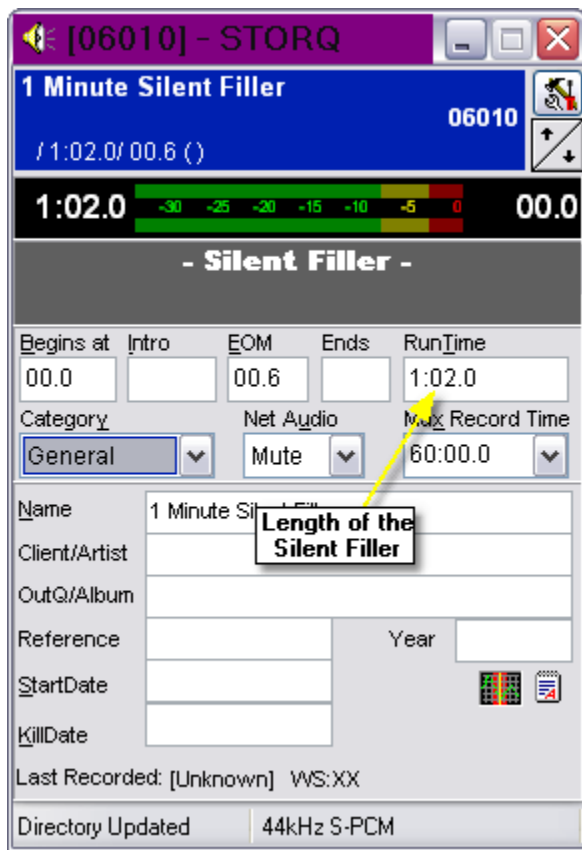 [06010] - STORQ
1 Minute Silent Filler
06010
/ 1:02.0/ 00.6 ()
1:02.0 -30 -25 -20 -15 -10 -5 0 00.0
- Silent Filler -
Begins at Intro EOM Ends RunTime
00.0 00.6 1:02.0
Category Net Audio Max Record Time
General Mute 60:00.0
Name 1 Minute Silent Filler
Length of the
Silent Filler
Client/Artist
OutQ/Album
Reference Year
StartDate
KillDate
Last Recorded: [Unknown] WS:XX
Directory Updated 44kHz S-PCM